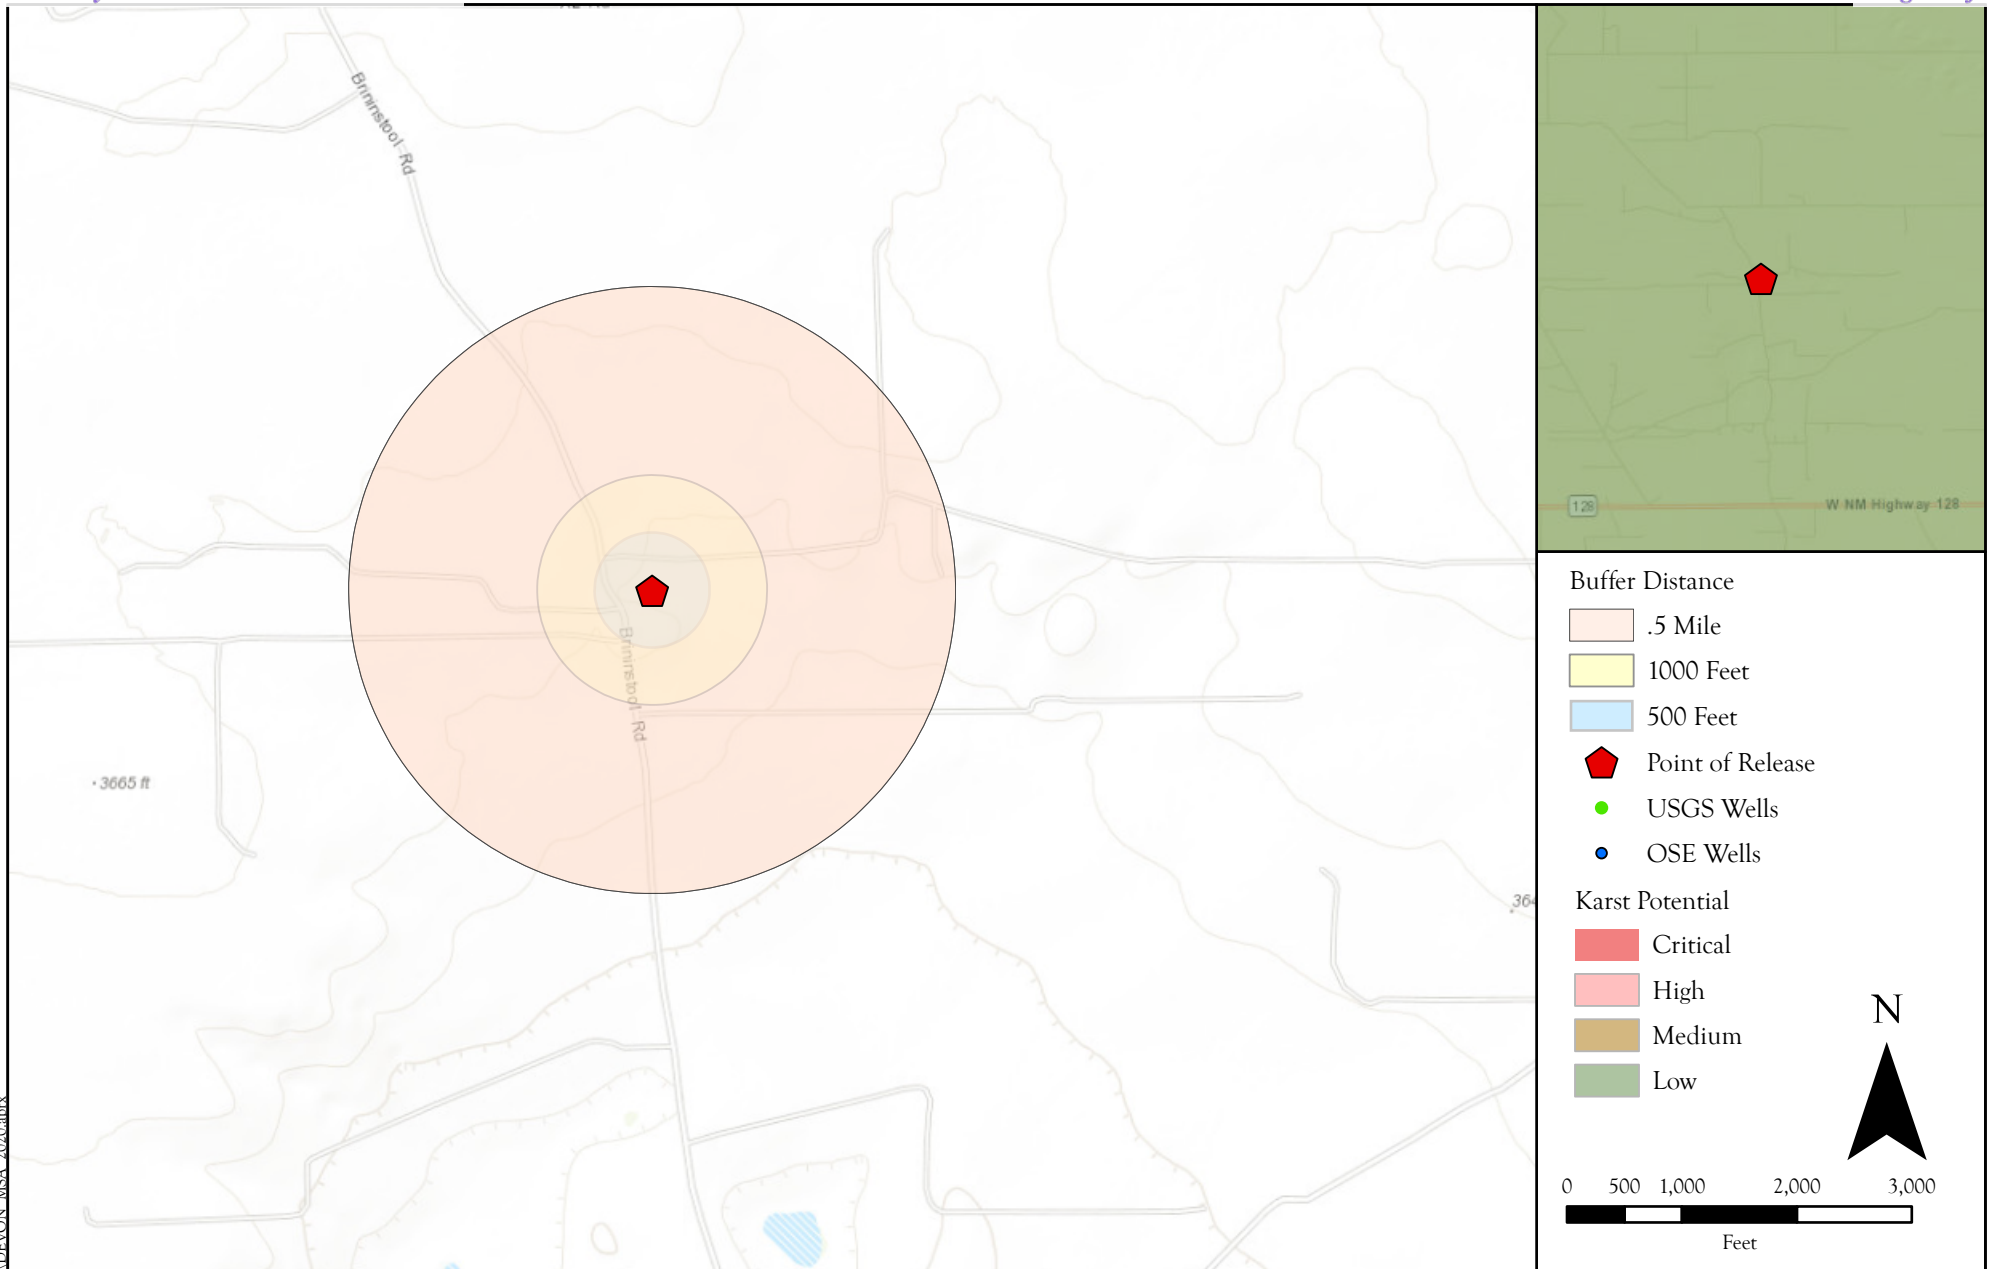 Brininstool Rd
Brininstool Rd
3665 ft
128
W NM Highway 128
Buffer Distance
.5 Mile
1000 Feet
500 Feet
Point of Release
USGS Wells
OSE Wells
Karst Potential
Critical
High
Medium
Low
N
0 500 1,000 2,000 3,000
Feet